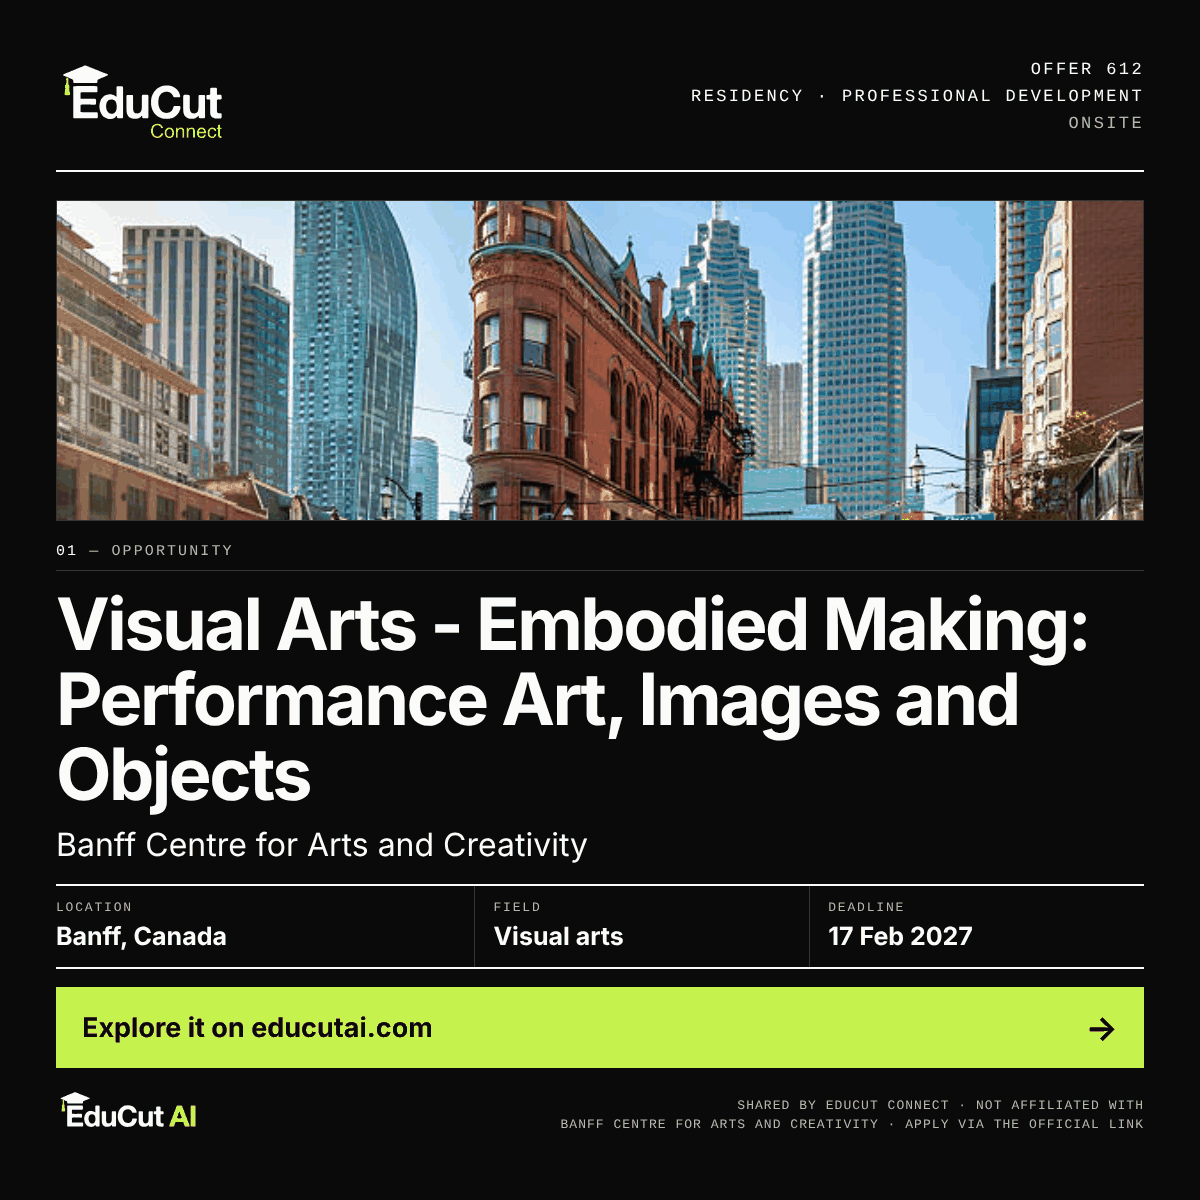 EduCut
Connect
OFFER 612
RESIDENCY · PROFESSIONAL DEVELOPMENT
ONSITE
01 — OPPORTUNITY
Visual Arts - Embodied Making:
Performance Art, Images and
Objects
Banff Centre for Arts and Creativity
LOCATION
Banff, Canada
FIELD
Visual arts
DEADLINE
17 Feb 2027
Explore it on educutai.com →
EduCut AI
SHARED BY EDUCUT CONNECT · NOT AFFILIATED WITH
BANFF CENTRE FOR ARTS AND CREATIVITY · APPLY VIA THE OFFICIAL LINK